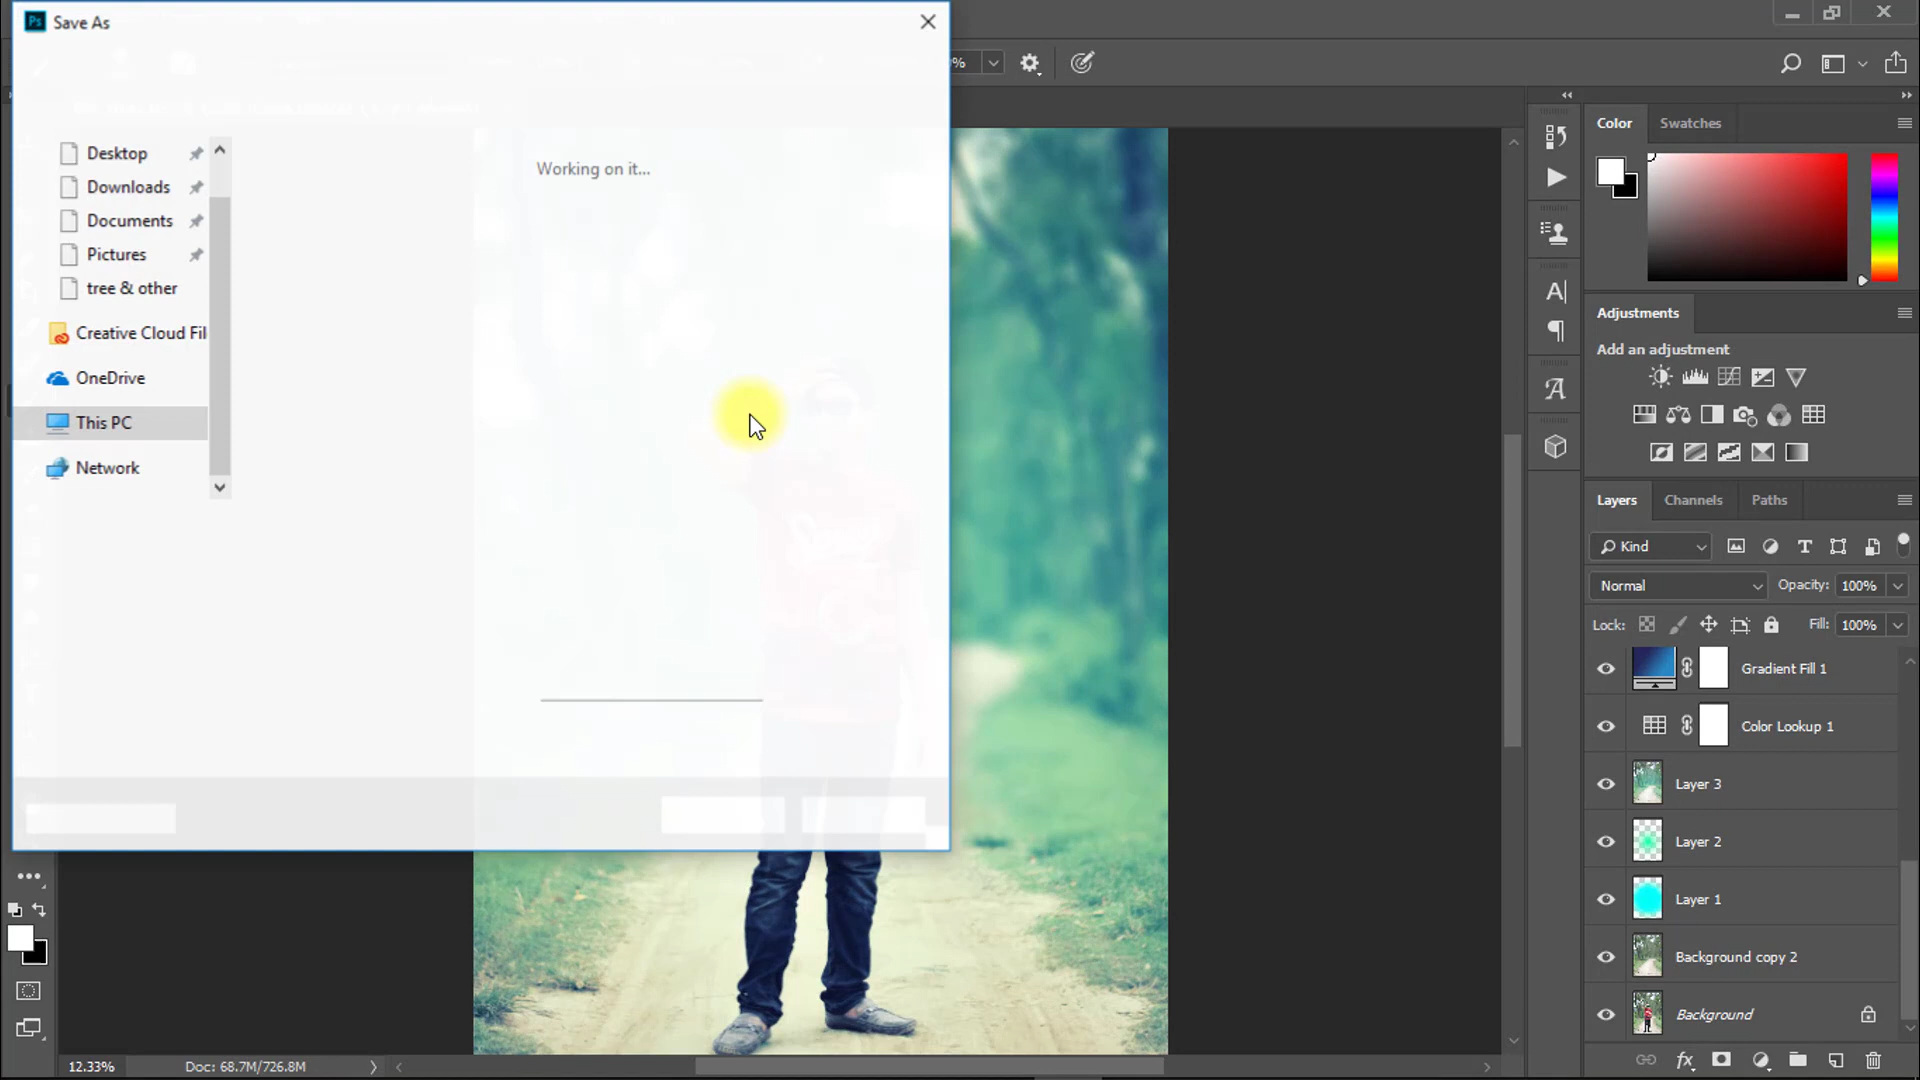 Save As
%
Desktop
Downloads
Documents
Pictures
tree & other
Creative Cloud Fil
OneDrive
This PC
Network
Working on it...
Color
Swatches
Adjustments
Add an adjustment
Layers
Channels
Paths
Kind
Normal
Opacity: 100%
Lock:
Fill: 100%
Gradient Fill 1
Color Lookup 1
Layer 3
Layer 2
Layer 1
Background copy 2
Background
12.33%
Doc: 68.7M/726.8M